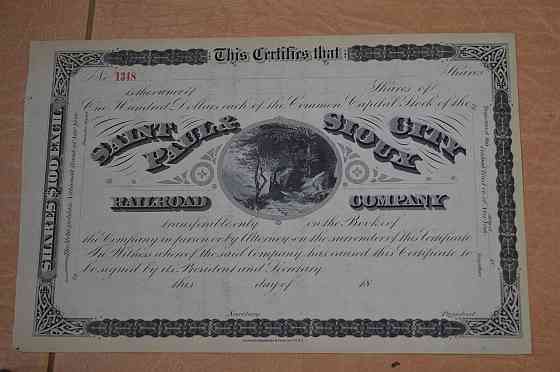 This Certifies that
No. 1348
Shares
is the owner of Shares of
One Hundred Dollars each of the Common Capital Stock of the
SAINT PAUL & SIOUX CITY
RAILROAD COMPANY
transferable only on the Books of
the Company in person or by Attorney on the surrender of this Certificate
In Witness whereof the said Company has caused this Certificate to
be signed by its President and Secretary
this day of 18
Secretary President
SHARES $100 EACH